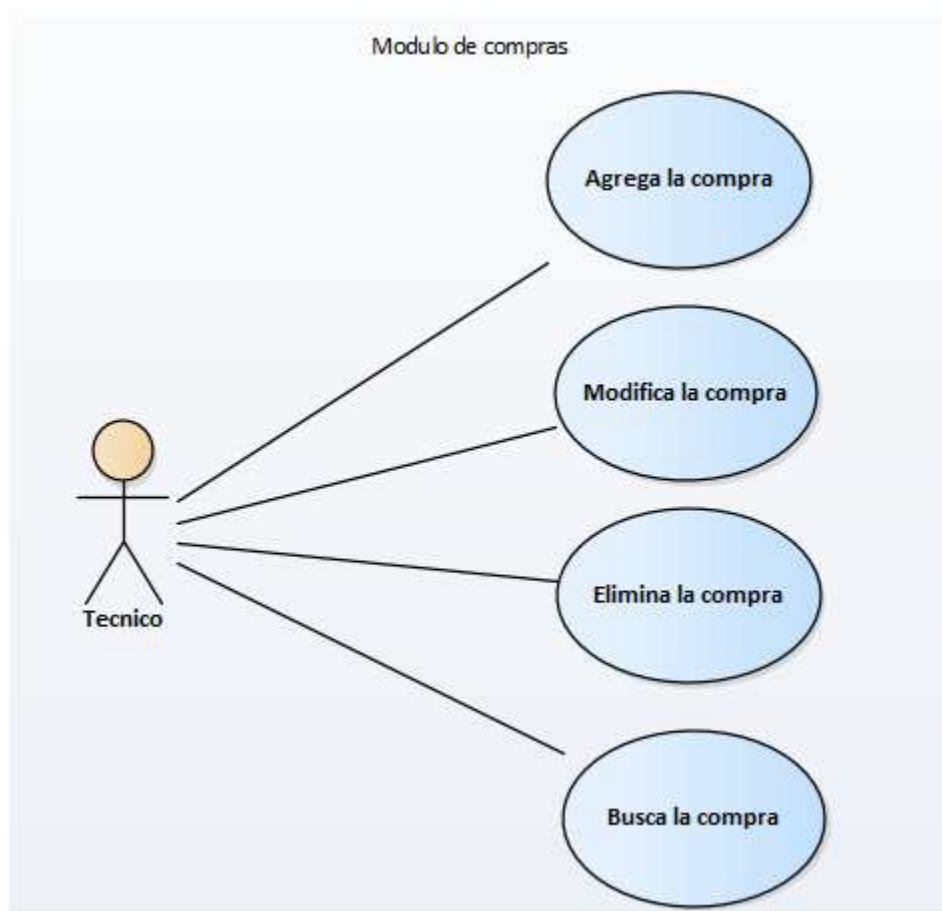 Modulo de compras
Agrega la compra
Modifica la compra
Elimina la compra
Tecnico
Busca la compra